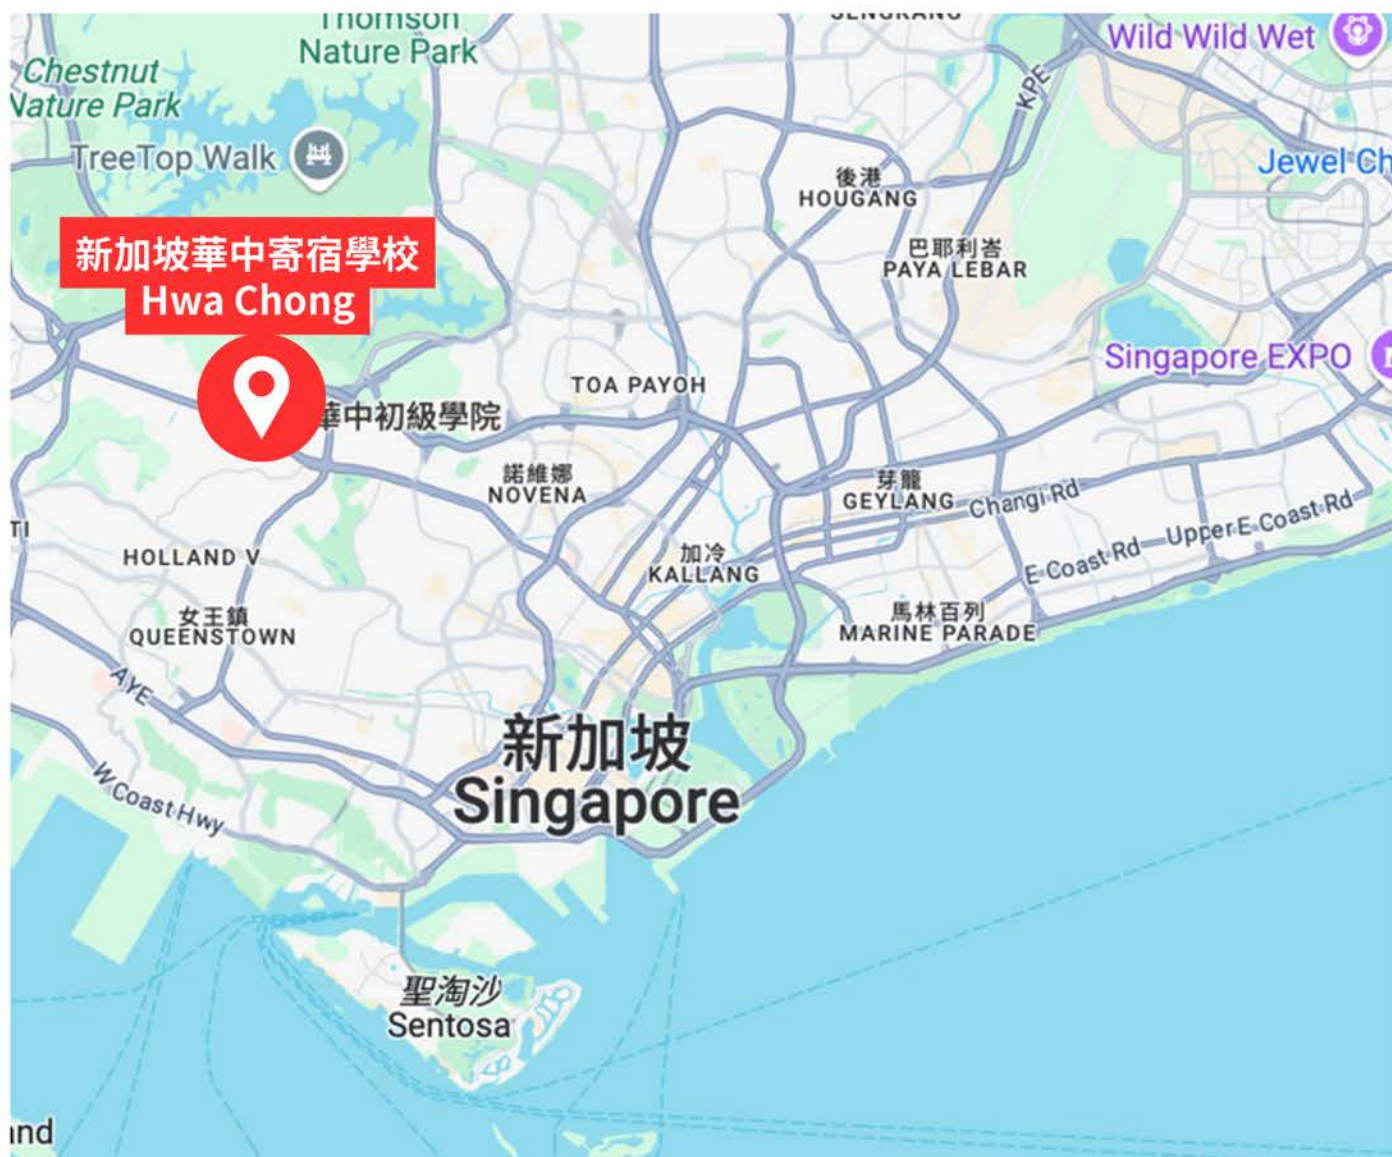 Thomson
Nature Park
SENGKANG
Wild Wild Wet
Chestnut
Nature Park
KPE
TreeTop Walk
Jewel Ch
後港
HOUGANG
新加坡華中寄宿學校
Hwa Chong
巴耶利峇
PAYA LEBAR
Singapore EXPO
TOA PAYOH
華中初級學院
諾維娜
NOVENA
芽籠
GEYLANG
Changi Rd
TI
HOLLAND V
加冷
KALLANG
E Coast Rd
Upper E Coast Rd
女王鎮
QUEENSTOWN
馬林百列
MARINE PARADE
AYE
新加坡
Singapore
W Coast Hwy
聖淘沙
Sentosa
and